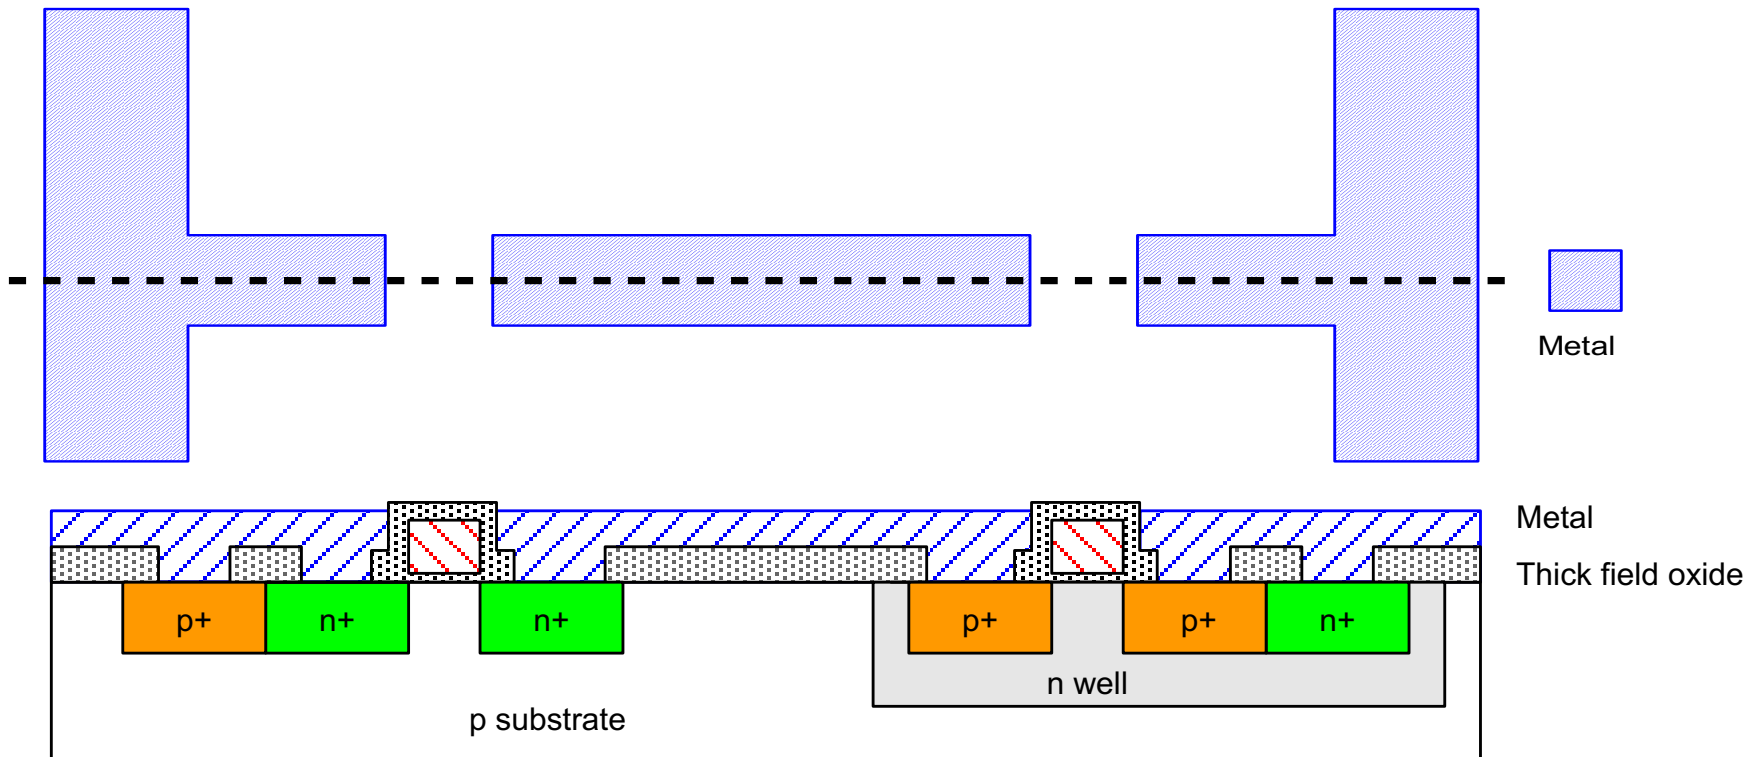 Metal
Metal
Thick field oxide
p+
n+
n+
p+
p+
n+
n well
p substrate